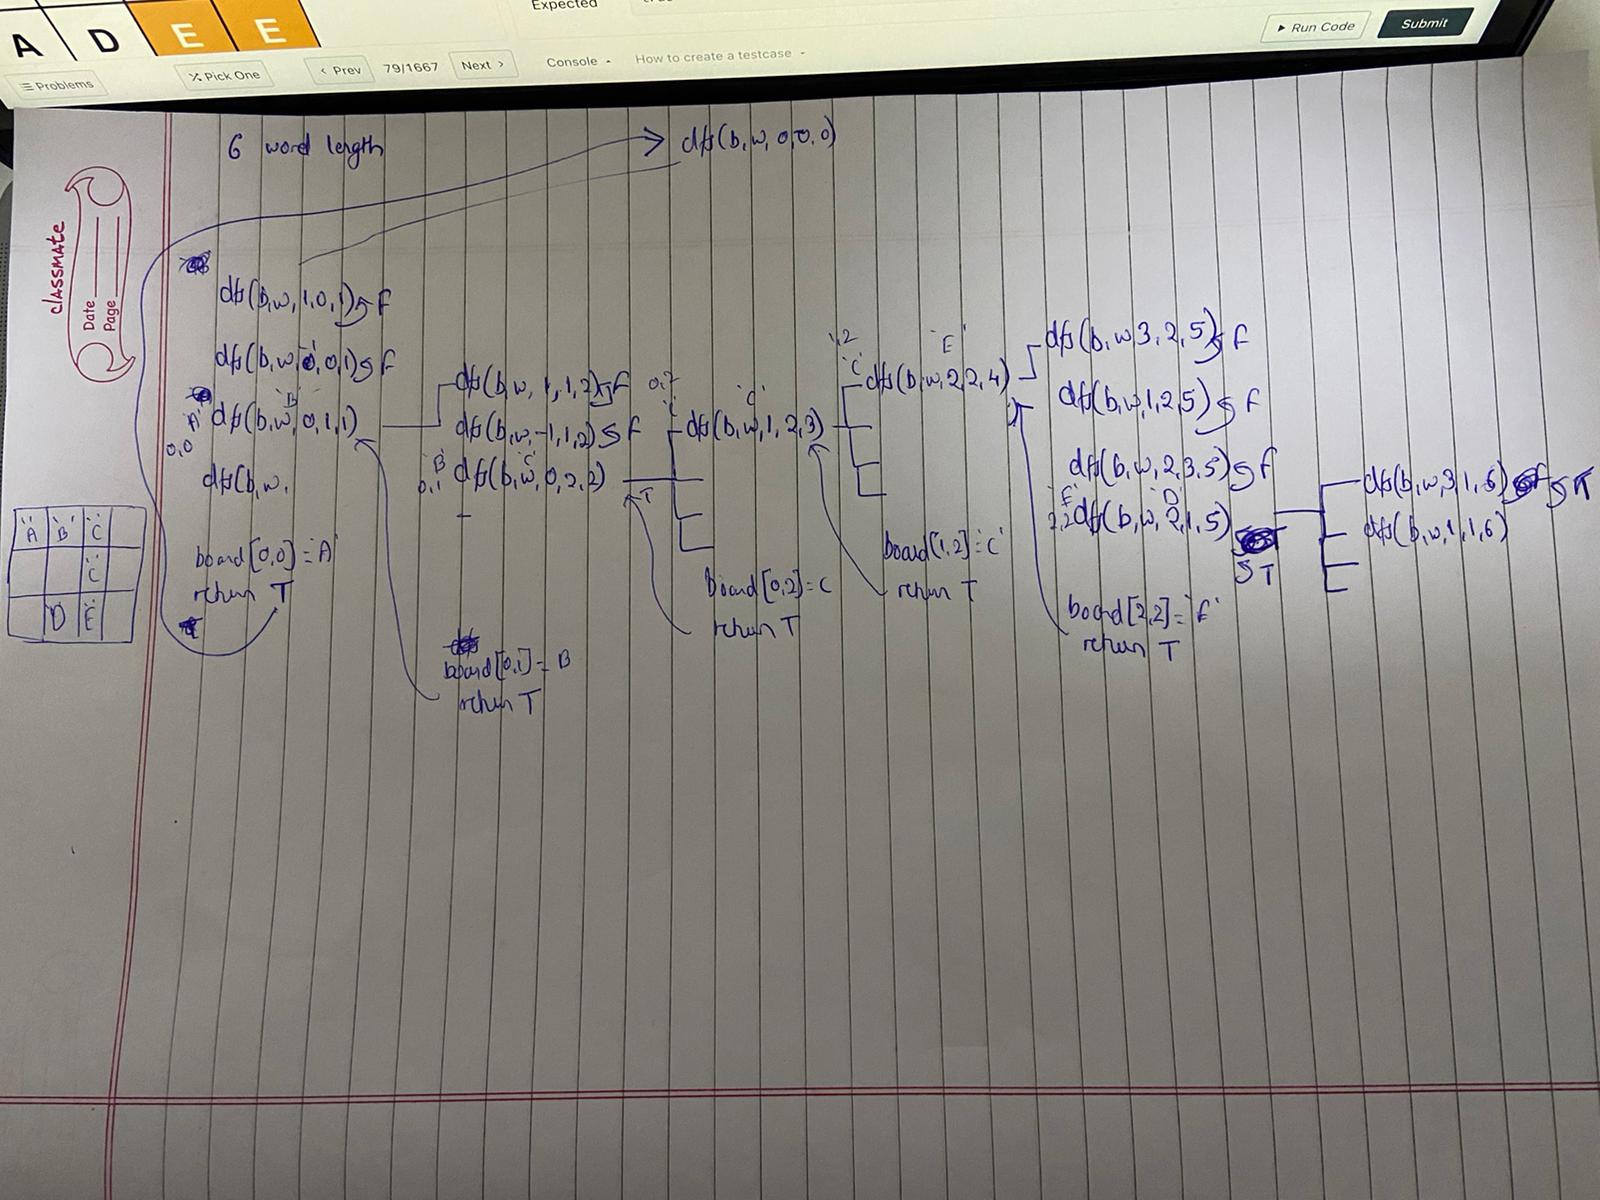 Expected
A D E E
Problems
Pick One
Prev
79/1667
Next
Console
How to create a testcase
Run Code
Submit
6 word length
dfs(b,w,0,0,0)
classmate
Date
Page
dfs(b,w,1,0,1) F
dfs(b,w,0,0,1) F
'B'
'A' dfs(b,w,0,1,1)
0,0
dfs(b,w,
board[0,0]='A'
return T
'A' 'B' 'C'
'C'
D 'E'
dfs(b,w,1,1,2) F
dfs(b,w,-1,1,2) F
'B' 'C'
0,1 dfs(b,w,0,2,2)
T
board[0,1]=B
return T
'C'
dfs(b,w,1,2,3)
Board[0,2]=C
return T
1,2
'C' 'E'
dfs(b,w,2,2,4)
board[1,2]='C'
return T
dfs(b,w,3,2,5) F
dfs(b,w,1,2,5) F
dfs(b,w,2,3,5) F
'E' 'D'
2,2 dfs(b,w,2,1,5)
T
board[2,2]='E'
return T
dfs(b,w,3,1,6) T
dfs(b,w,1,1,6)